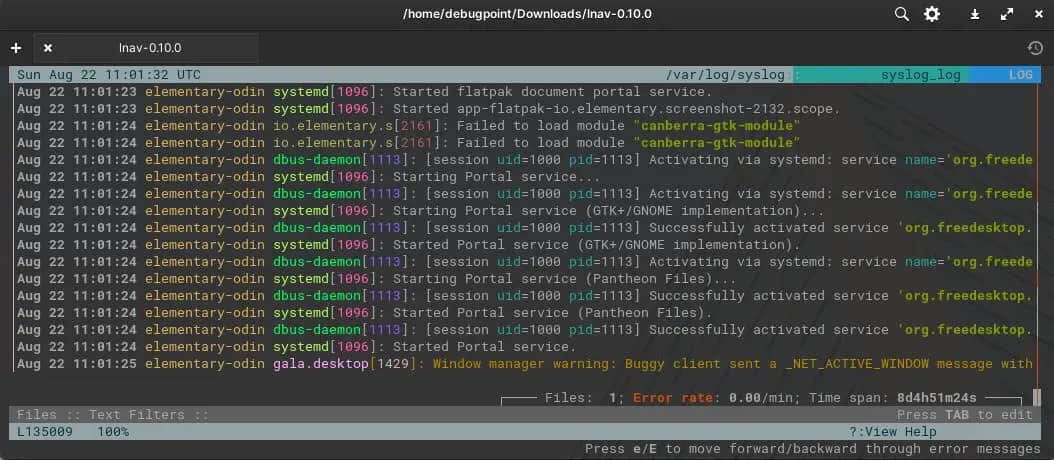 /home/debugpoint/Downloads/lnav-0.10.0
lnav-0.10.0
Sun Aug 22 11:01:32 UTC /var/log/syslog:: syslog_log LOG
Aug 22 11:01:23 elementary-odin systemd[1096]: Started flatpak document portal service.
Aug 22 11:01:23 elementary-odin systemd[1096]: Started app-flatpak-io.elementary.screenshot-2132.scope.
Aug 22 11:01:24 elementary-odin io.elementary.s[2161]: Failed to load module "canberra-gtk-module"
Aug 22 11:01:24 elementary-odin io.elementary.s[2161]: Failed to load module "canberra-gtk-module"
Aug 22 11:01:24 elementary-odin dbus-daemon[1113]: [session uid=1000 pid=1113] Activating via systemd: service name='org.freede
Aug 22 11:01:24 elementary-odin systemd[1096]: Starting Portal service...
Aug 22 11:01:24 elementary-odin dbus-daemon[1113]: [session uid=1000 pid=1113] Activating via systemd: service name='org.freede
Aug 22 11:01:24 elementary-odin systemd[1096]: Starting Portal service (GTK+/GNOME implementation)...
Aug 22 11:01:24 elementary-odin dbus-daemon[1113]: [session uid=1000 pid=1113] Successfully activated service 'org.freedesktop.
Aug 22 11:01:24 elementary-odin systemd[1096]: Started Portal service (GTK+/GNOME implementation).
Aug 22 11:01:24 elementary-odin dbus-daemon[1113]: [session uid=1000 pid=1113] Activating via systemd: service name='org.freede
Aug 22 11:01:24 elementary-odin systemd[1096]: Starting Portal service (Pantheon Files)...
Aug 22 11:01:24 elementary-odin dbus-daemon[1113]: [session uid=1000 pid=1113] Successfully activated service 'org.freedesktop.
Aug 22 11:01:24 elementary-odin systemd[1096]: Started Portal service (Pantheon Files).
Aug 22 11:01:24 elementary-odin dbus-daemon[1113]: [session uid=1000 pid=1113] Successfully activated service 'org.freedesktop.
Aug 22 11:01:24 elementary-odin systemd[1096]: Started Portal service.
Aug 22 11:01:25 elementary-odin gala.desktop[1429]: Window manager warning: Buggy client sent a _NET_ACTIVE_WINDOW message with
Files: 1; Error rate: 0.00/min; Time span: 8d4h51m24s
Files :: Text Filters :: Press TAB to edit
L135009 100% ?:View Help
Press e/E to move forward/backward through error messages